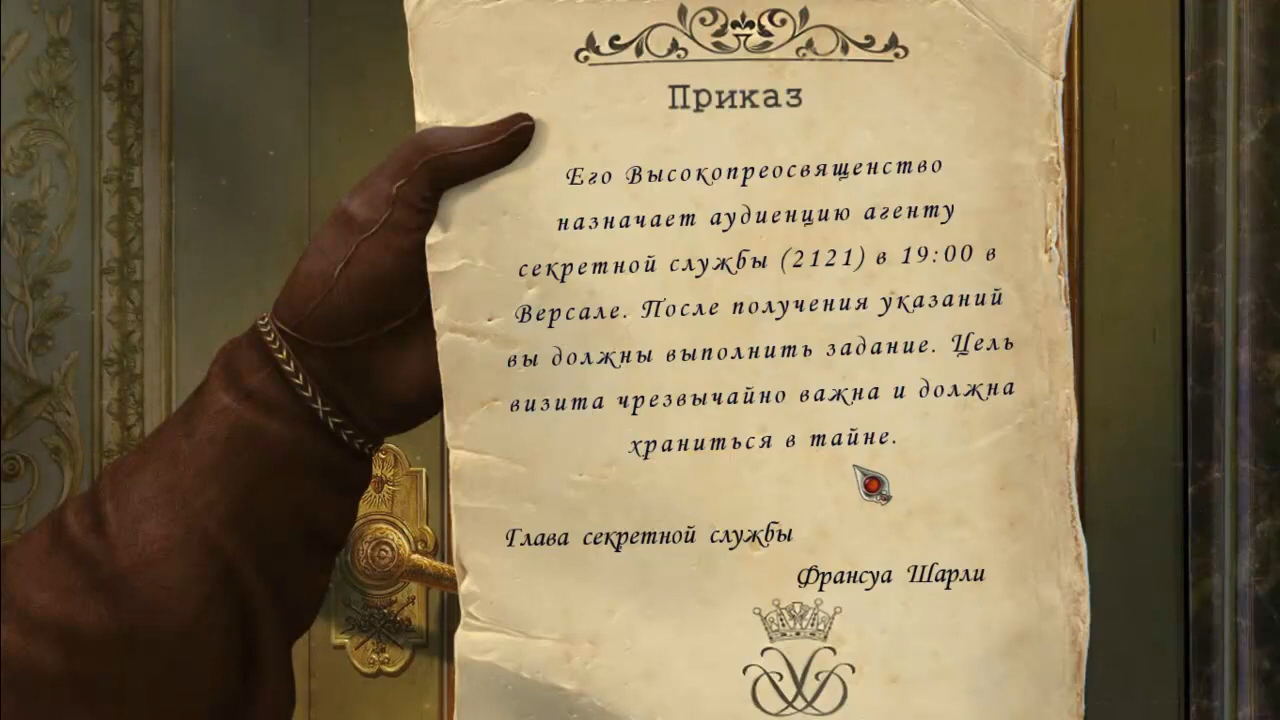 Приказ
Его Высокопреосвященство
назначает аудиенцию агенту
секретной службы (2121) в 19:00 в
Версале. После получения указаний
вы должны выполнить задание. Цель
визита чрезвычайно важна и должна
храниться в тайне.
Глава секретной службы
Франсуа Шарли